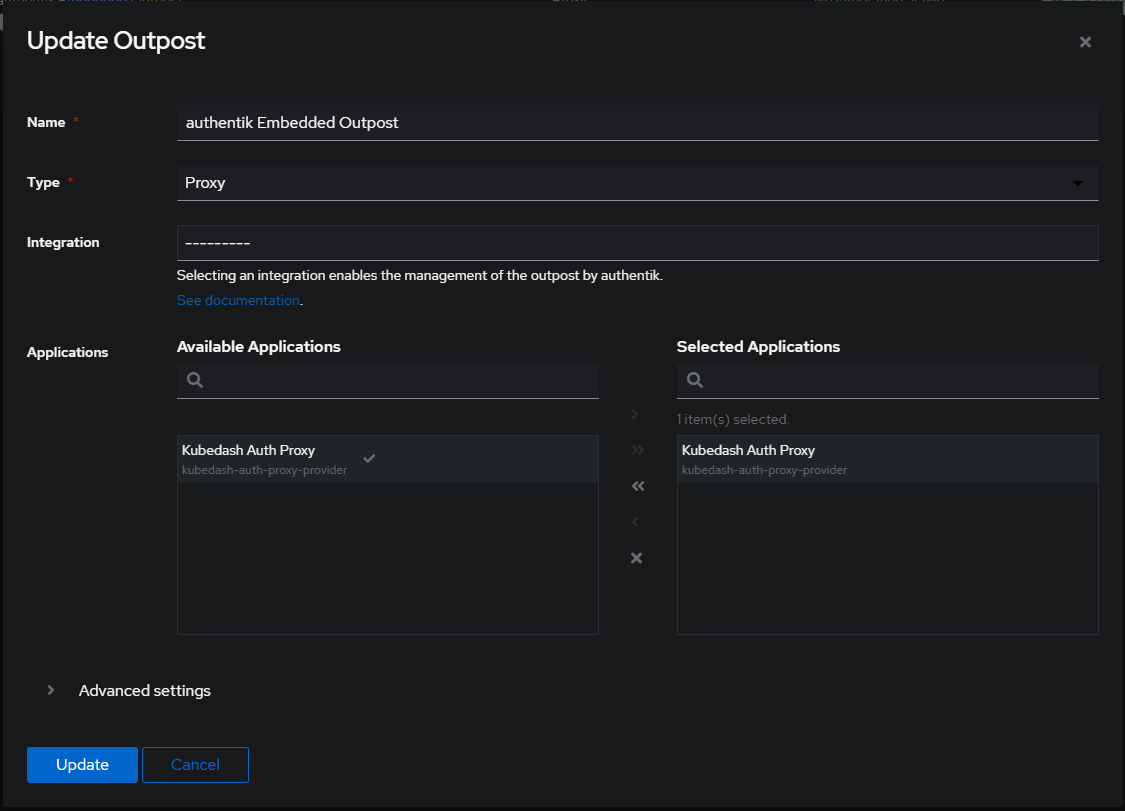 Update Outpost
Name *
authentik Embedded Outpost
Type *
Proxy
Integration
---------
Selecting an integration enables the management of the outpost by authentik.
See documentation.
Applications
Available Applications
Kubedash Auth Proxy
kubedash-auth-proxy-provider
Selected Applications
1 item(s) selected.
Kubedash Auth Proxy
kubedash-auth-proxy-provider
Advanced settings
Update
Cancel